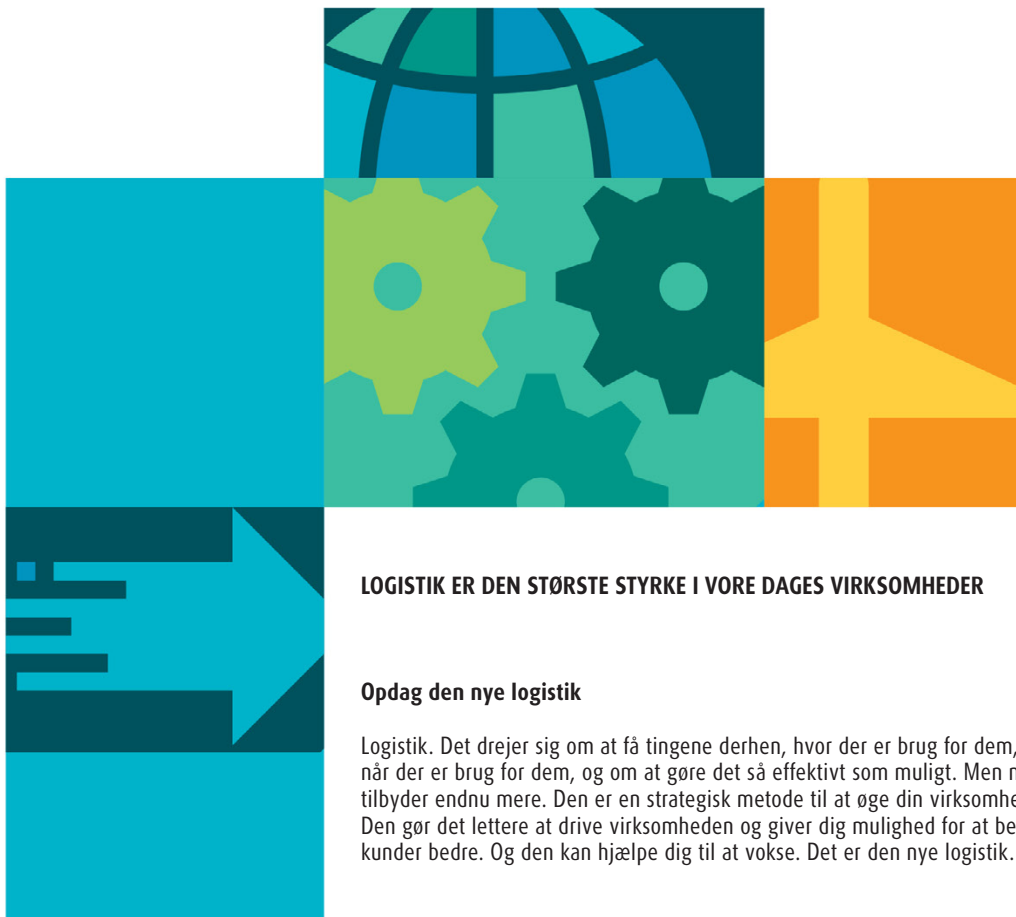 LOGISTIK ER DEN STØRSTE STYRKE I VORE DAGES VIRKSOMHEDER
Opdag den nye logistik
Logistik. Det drejer sig om at få tingene derhen, hvor der er brug for dem,
når der er brug for dem, og om at gøre det så effektivt som muligt. Men
tilbyder endnu mere. Den er en strategisk metode til at øge din
Den gør det lettere at drive virksomheden og giver dig mulighed for at
kunder bedre. Og den kan hjælpe dig til at vokse. Det er den nye logistik.